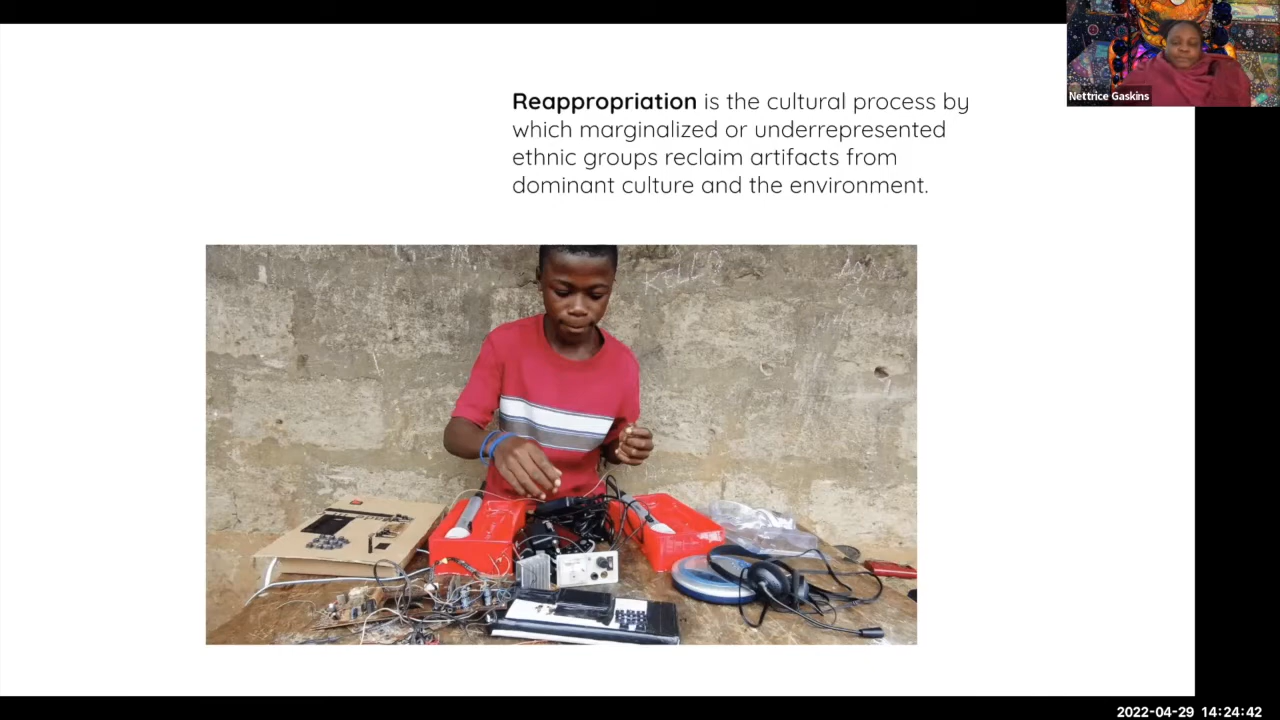 Reappropriation is the cultural process by
which marginalized or underrepresented
ethnic groups reclaim artifacts from
dominant culture and the environment.
Nettrice Gaskins
KELLO
2022-04-29 14:24:42